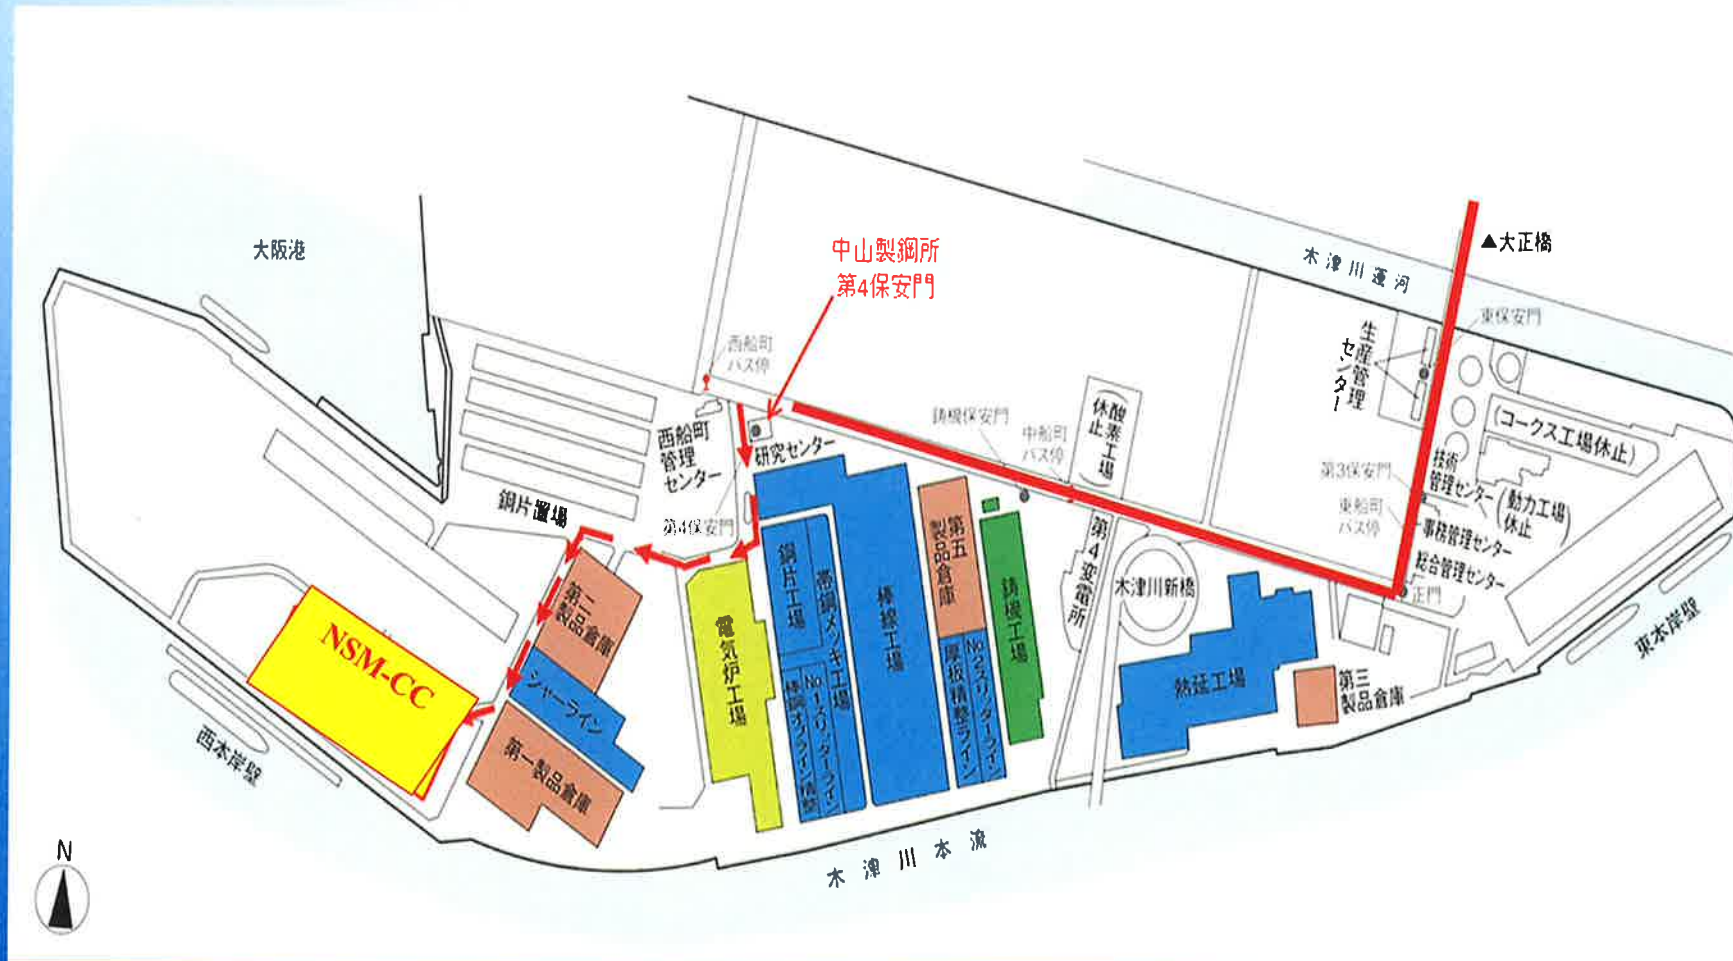 大阪港
中山製鋼所
第4保安門
▲大正橋
木津川運河
東保安門
生産管理
センター
西船町
バス停
鋳機保安門
中船町
バス停
酸素工場
休止
(コークス工場休止)
西船町
管理
センター
研究センター
第3保安門
技術
管理センター
動力工場
休止
東船町
バス停
事務管理センター
総合管理センター
正門
鋼片置場
第4保安門
第4変電所
木津川新橋
第二
製品倉庫
シャーライン
第一製品倉庫
NSM-CC
電気炉工場
鋼片工場
帯鋼メッキ工場
No1スリッターライン
棒鋼オフライン精整
棒線工場
第五
製品倉庫
厚板精整ライン
No2スリッターライン
鋳機工場
熱延工場
第三
製品倉庫
東本岸壁
西本岸壁
木津川本流
N